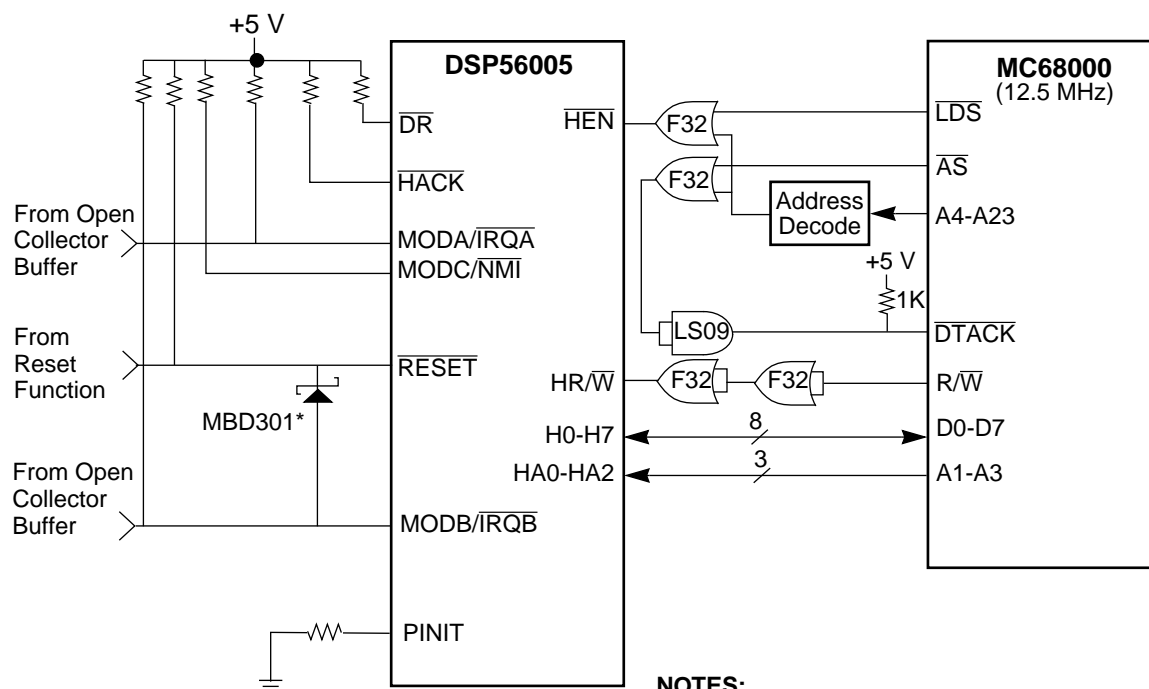 +5 V
DSP56005
MC68000
(12.5 MHz)
DR
HEN
F32
LDS
HACK
F32
AS
Address
Decode
A4-A23
From Open
Collector
Buffer
MODA/IRQA
MODC/NMI
+5 V
1K
LS09
DTACK
From
Reset
Function
RESET
HR/W
F32
F32
R/W
MBD301*
H0-H7
8
D0-D7
HA0-HA2
3
A1-A3
From Open
Collector
Buffer
MODB/IRQB
PINIT
NOTES: